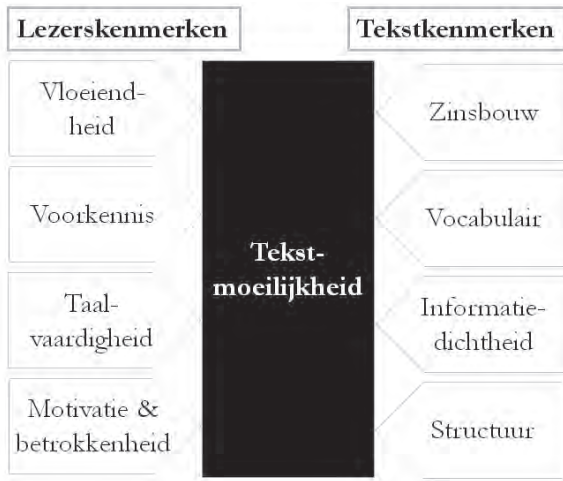 Lezerskenmerken
Vloeiend-
heid
Voorkennis
Taal-
vaardigheid
Motivatie &
betrokkenheid
Tekst-
moeilijkheid
Tekstkenmerken
Zinsbouw
Vocabulair
Informatie-
dichtheid
Structuur